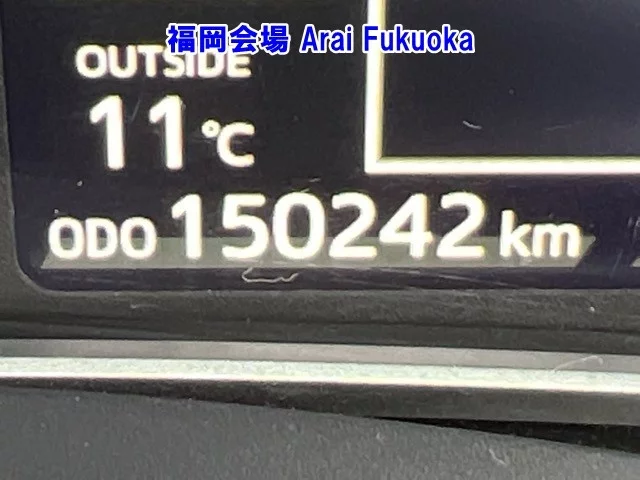 福岡会場 Arai Fukuoka
OUTSIDE
11℃
ODO 150242 km